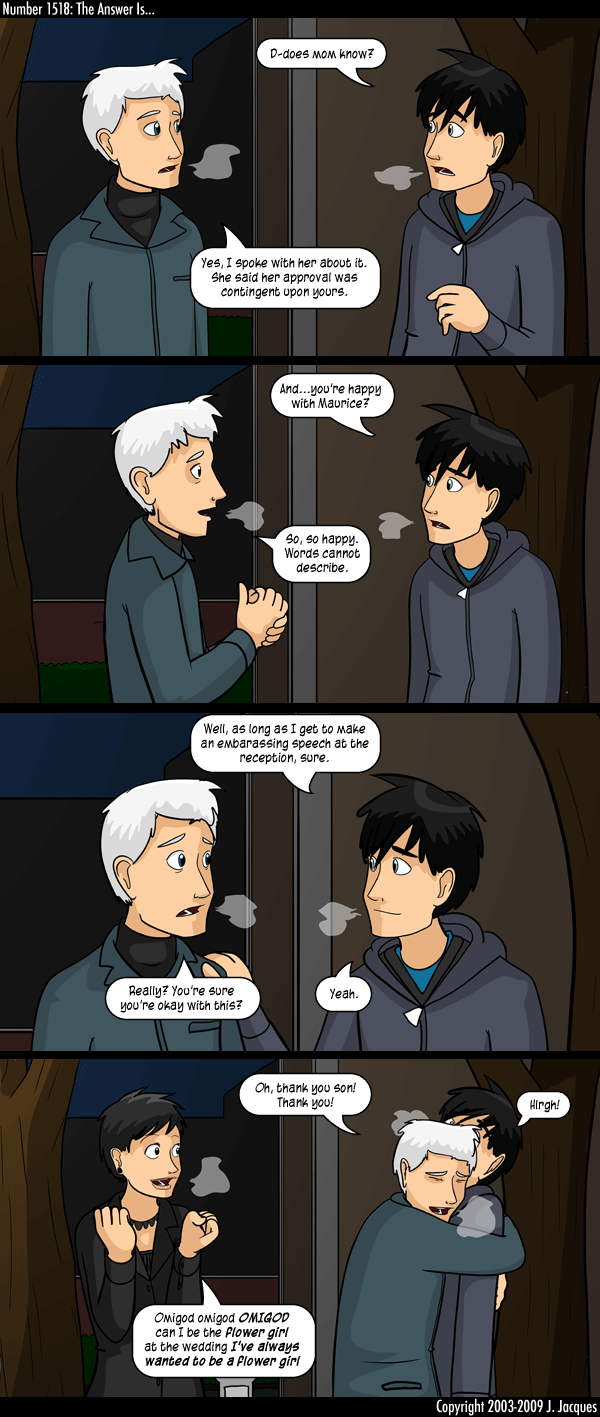 Number 1518: The Answer Is...
D-does mom know?
Yes, I spoke with her about it.
She said her approval was
contingent upon yours.
And...you're happy
with Maurice?
So, so happy.
Words cannot
describe.
Well, as long as I get to make
an embarassing speech at the
reception, sure.
Really? You're sure
you're okay with this?
Yeah.
Oh, thank you son!
Thank you!
Hirgh!
Omigod omigod OMIGOD
can I be the flower girl
at the wedding I've always
wanted to be a flower girl
Copyright 2003-2009 J. Jacques